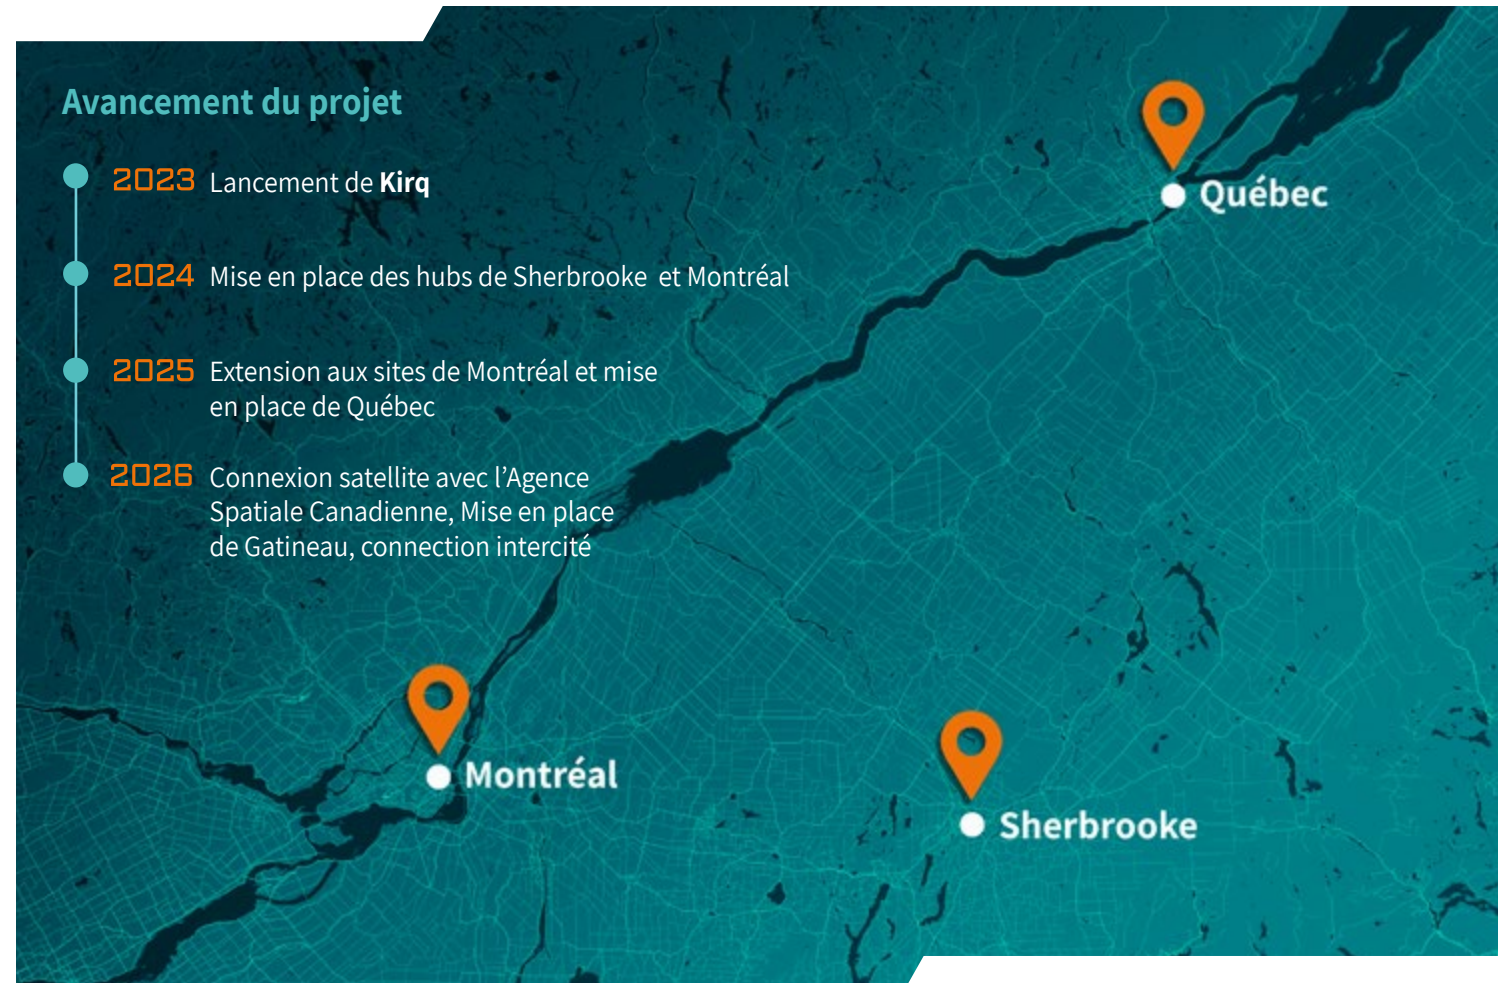 Avancement du projet
2023 Lancement de Kirq
2024 Mise en place des hubs de Sherbrooke et Montréal
2025 Extension aux sites de Montréal et mise
en place de Québec
2026 Connexion satellite avec l’Agence
Spatiale Canadienne, Mise en place
de Gatineau, connection intercité
Québec
Montréal
Sherbrooke